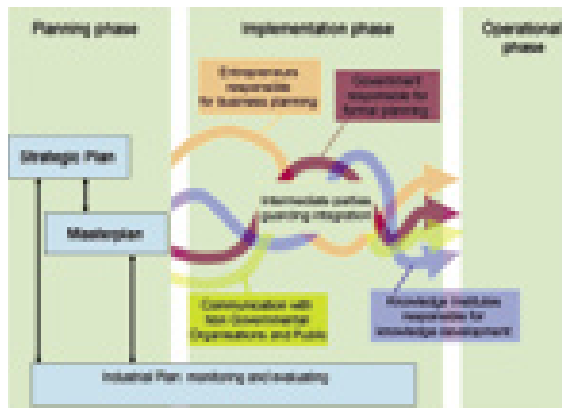 Planning phase
Implementation phase
Operational
phase
Entrepreneurs
responsible
for business planning
Government
responsible for
formal planning
Strategic Plan
Intermediate parties
guarding integration
Masterplan
Communication with
Non Governmental
Organisations and Public
Knowledge Institutes
responsible for
knowledge development
Industrial Plan: monitoring and evaluating